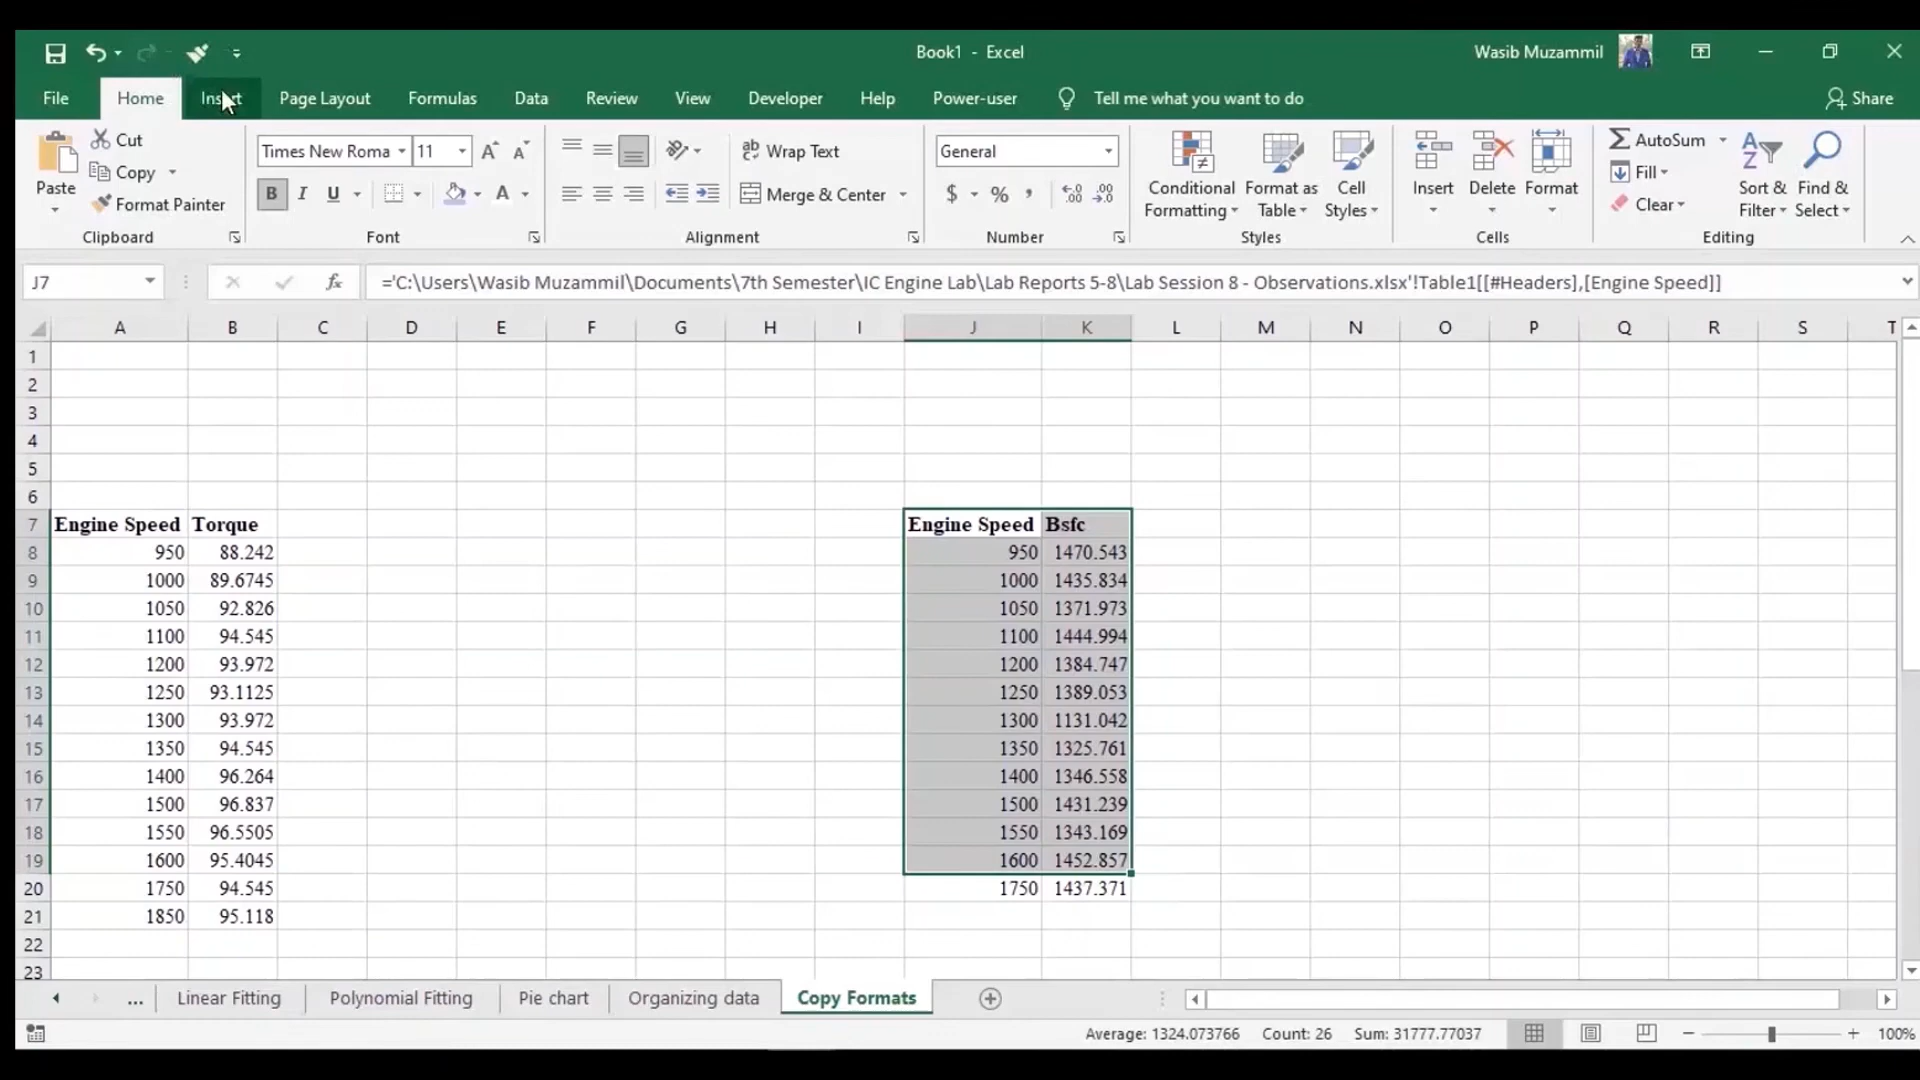 Book1 - Excel
Wasib Muzammil
File Home Insert Page Layout Formulas Data Review View Developer Help Power-user Tell me what you want to do Share
Paste
Cut
Copy
Format Painter
Clipboard
Times New Roma 11
B I U
A
Font
Wrap Text
Merge & Center
Alignment
General
$ % ,
Number
Conditional Formatting
Format as Table
Cell Styles
Styles
Insert
Delete
Format
Cells
AutoSum
Fill
Clear
Sort & Filter
Find & Select
Editing
J7
fx
='C:\Users\Wasib Muzammil\Documents\7th Semester\IC Engine Lab\Lab Reports 5-8\Lab Session 8 - Observations.xlsx'!Table1[[#Headers],[Engine Speed]]
A B C D E F G H I J K L M N O P Q R S T
1
2
3
4
5
6
7 Engine Speed Torque Engine Speed Bsfc
8 950 88.242 950 1470.543
9 1000 89.6745 1000 1435.834
10 1050 92.826 1050 1371.973
11 1100 94.545 1100 1444.994
12 1200 93.972 1200 1384.747
13 1250 93.1125 1250 1389.053
14 1300 93.972 1300 1131.042
15 1350 94.545 1350 1325.761
16 1400 96.264 1400 1346.558
17 1500 96.837 1500 1431.239
18 1550 96.5505 1550 1343.169
19 1600 95.4045 1600 1452.857
20 1750 94.545 1750 1437.371
21 1850 95.118
22
23
... Linear Fitting Polynomial Fitting Pie chart Organizing data Copy Formats
Average: 1324.073766 Count: 26 Sum: 31777.77037 100%